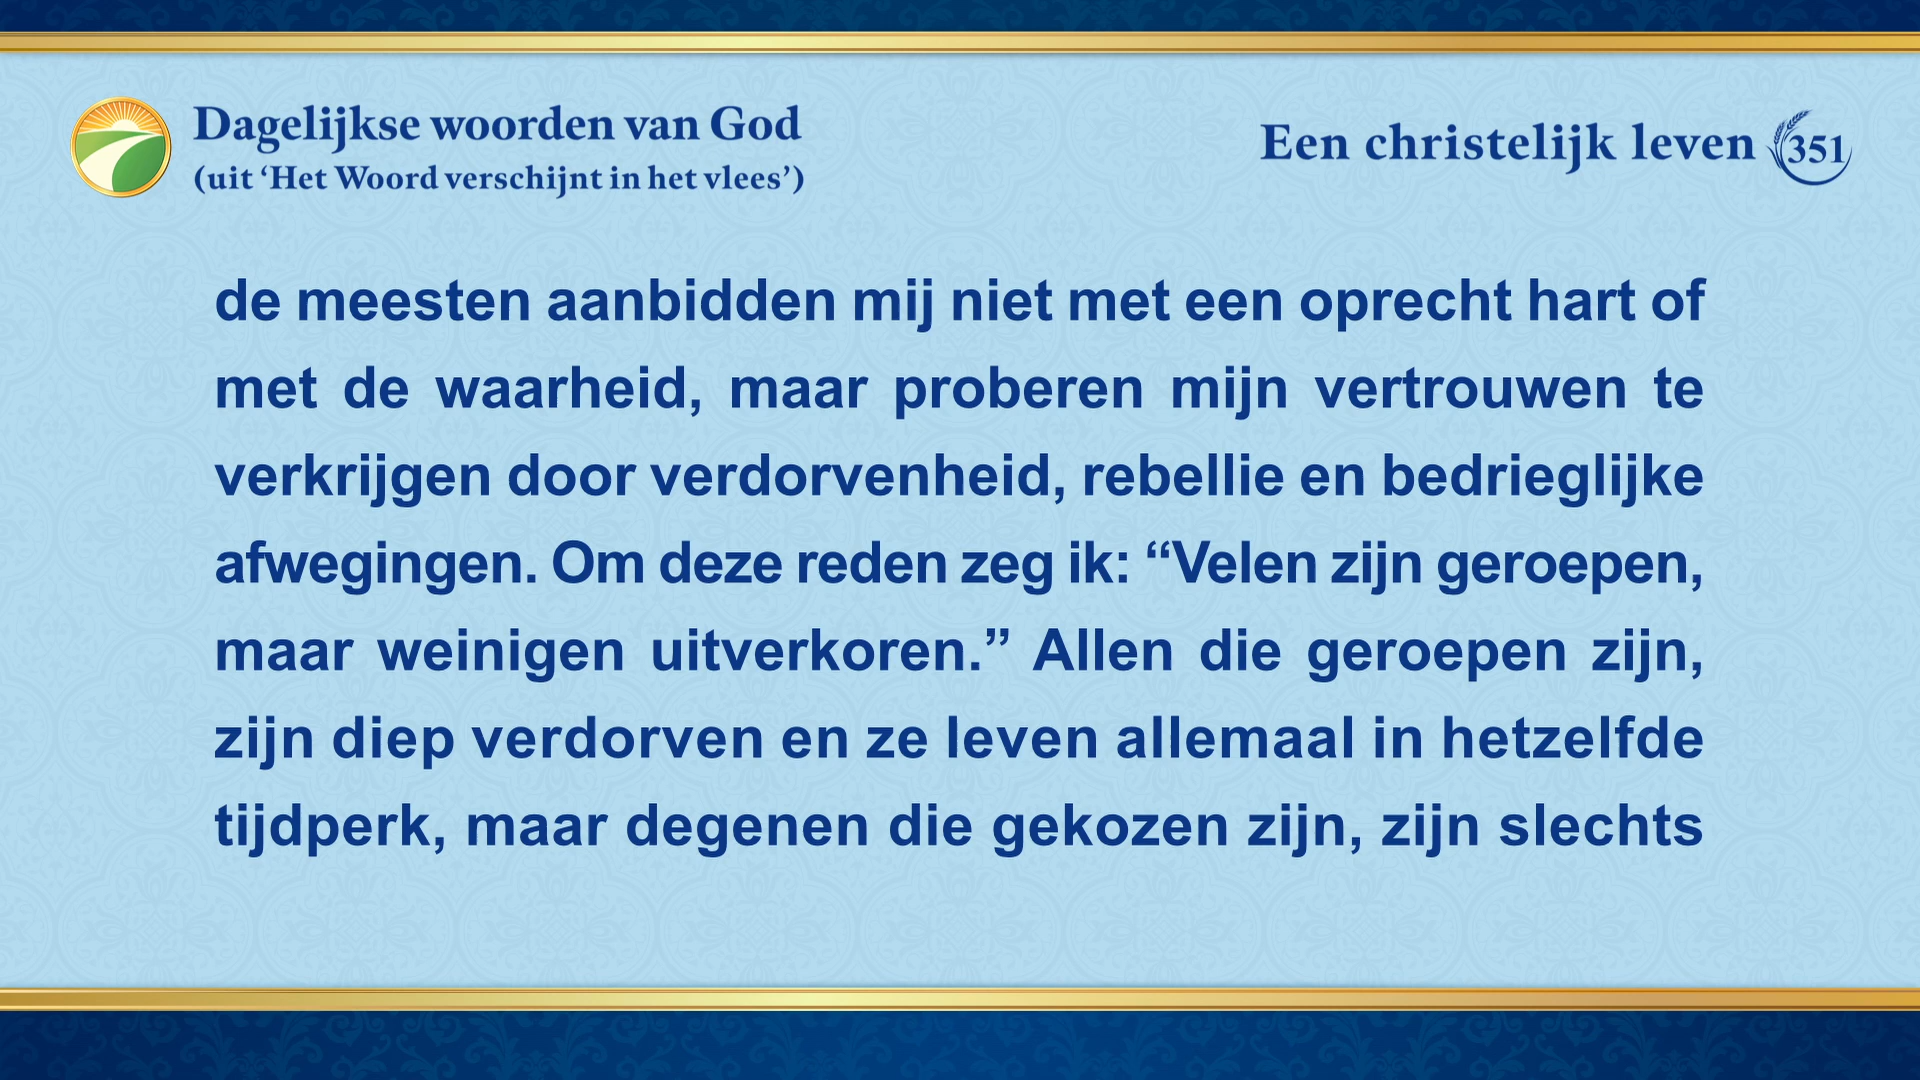 Dagelijkse woorden van God
(uit ‘Het Woord verschijnt in het vlees’)
Een christelijk leven 351
de meesten aanbidden mij niet met een oprecht hart of
met de waarheid, maar proberen mijn vertrouwen te
verkrijgen door verdorvenheid, rebellie en bedrieglijke
afwegingen. Om deze reden zeg ik: “Velen zijn geroepen,
maar weinigen uitverkoren.” Allen die geroepen zijn,
zijn diep verdorven en ze leven allemaal in hetzelfde
tijdperk, maar degenen die gekozen zijn, zijn slechts